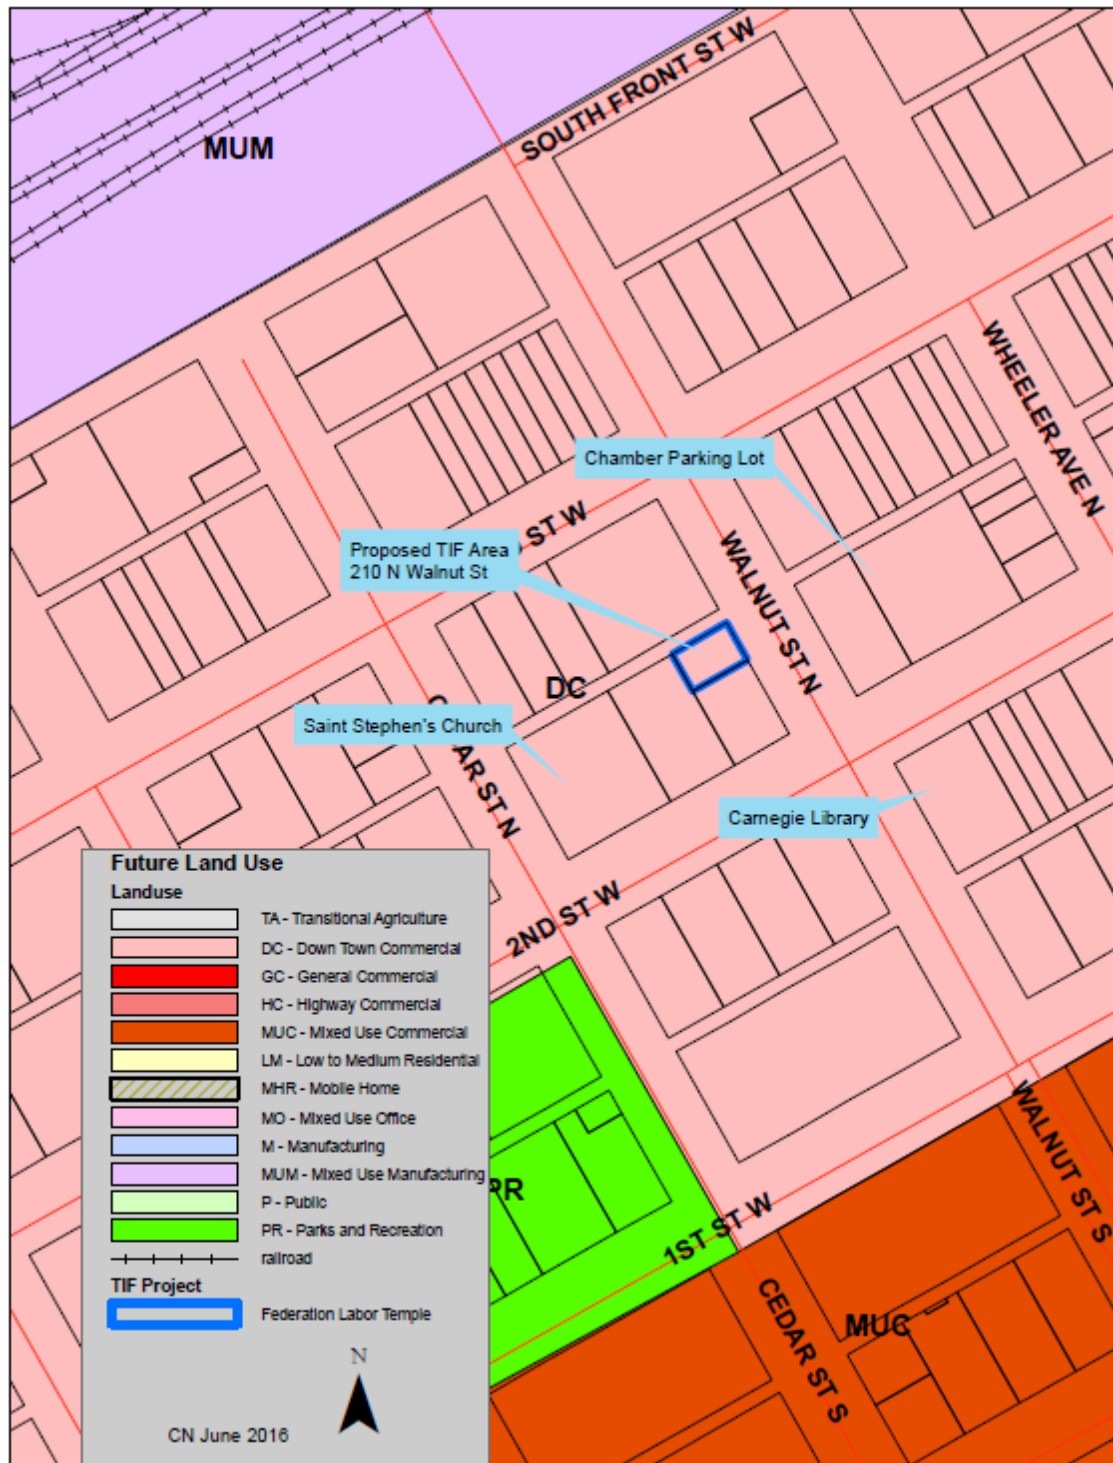 SOUTH FRONT ST W
MUM
WHEELER AVE N
Chamber Parking Lot
ST W
Proposed TIF Area
210 N Walnut St
WALNUT ST N
DC
Saint Stephen's Church
AR ST N
Carnegie Library
2ND ST W
PR
1ST ST W
WALNUT ST S
CEDAR ST S
MUC
Future Land Use
Landuse
TA - Transitional Agriculture
DC - Down Town Commercial
GC - General Commercial
HC - Highway Commercial
MUC - Mixed Use Commercial
LM - Low to Medium Residential
MHR - Mobile Home
MO - Mixed Use Office
M - Manufacturing
MUM - Mixed Use Manufacturing
P - Public
PR - Parks and Recreation
railroad
TIF Project
Federation Labor Temple
N
CN June 2016